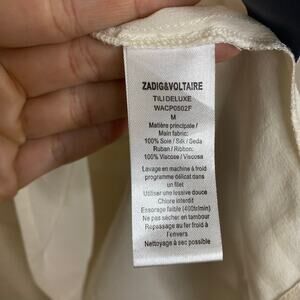 ZADIG&VOLTAIRE
TILI DELUXE
WACP0502F
M
Matière principale /
Main fabric:
100% Soie / Silk / Seda
Ruban / Ribbon:
100% Viscose / Viscosa
Lavage en machine à froid
programme délicat dans
un filet
Utiliser une lessive douce
Chlore interdit
Essorage faible (400tr/min)
Ne pas sécher en tambour
Repassage au fer froid à
l'envers
Nettoyage à sec possible